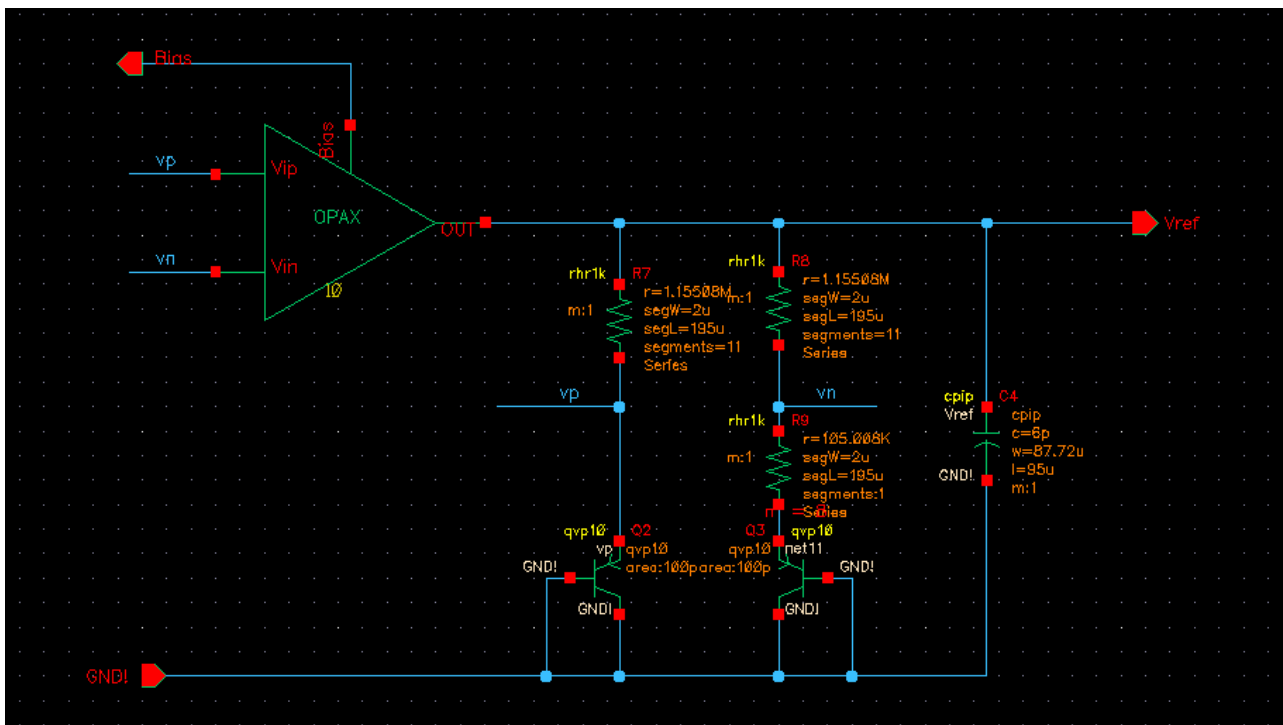 Bias
Bias
vp
Vip
OPAX
OUT
Vref
vn
Vin
I0
rhr1k
R7
r=1.15508M
m:1
segW=2u
segL=195u
segments=11
Series
rhr1k
R8
r=1.15508M
m:1
segW=2u
segL=195u
segments=11
Series
vp
vn
rhr1k
R9
r=105.008K
m:1
segW=2u
segL=195u
segments:1
Series
cpip
C4
Vref
cpip
c=6p
w=87.72u
l=95u
GND!
m:1
qvp10
Q2
vp
qvp10
GND!
area:100p
GND!
Q3
qvp10
qvp10
net11
area:100p
GND!
GND!
GND!